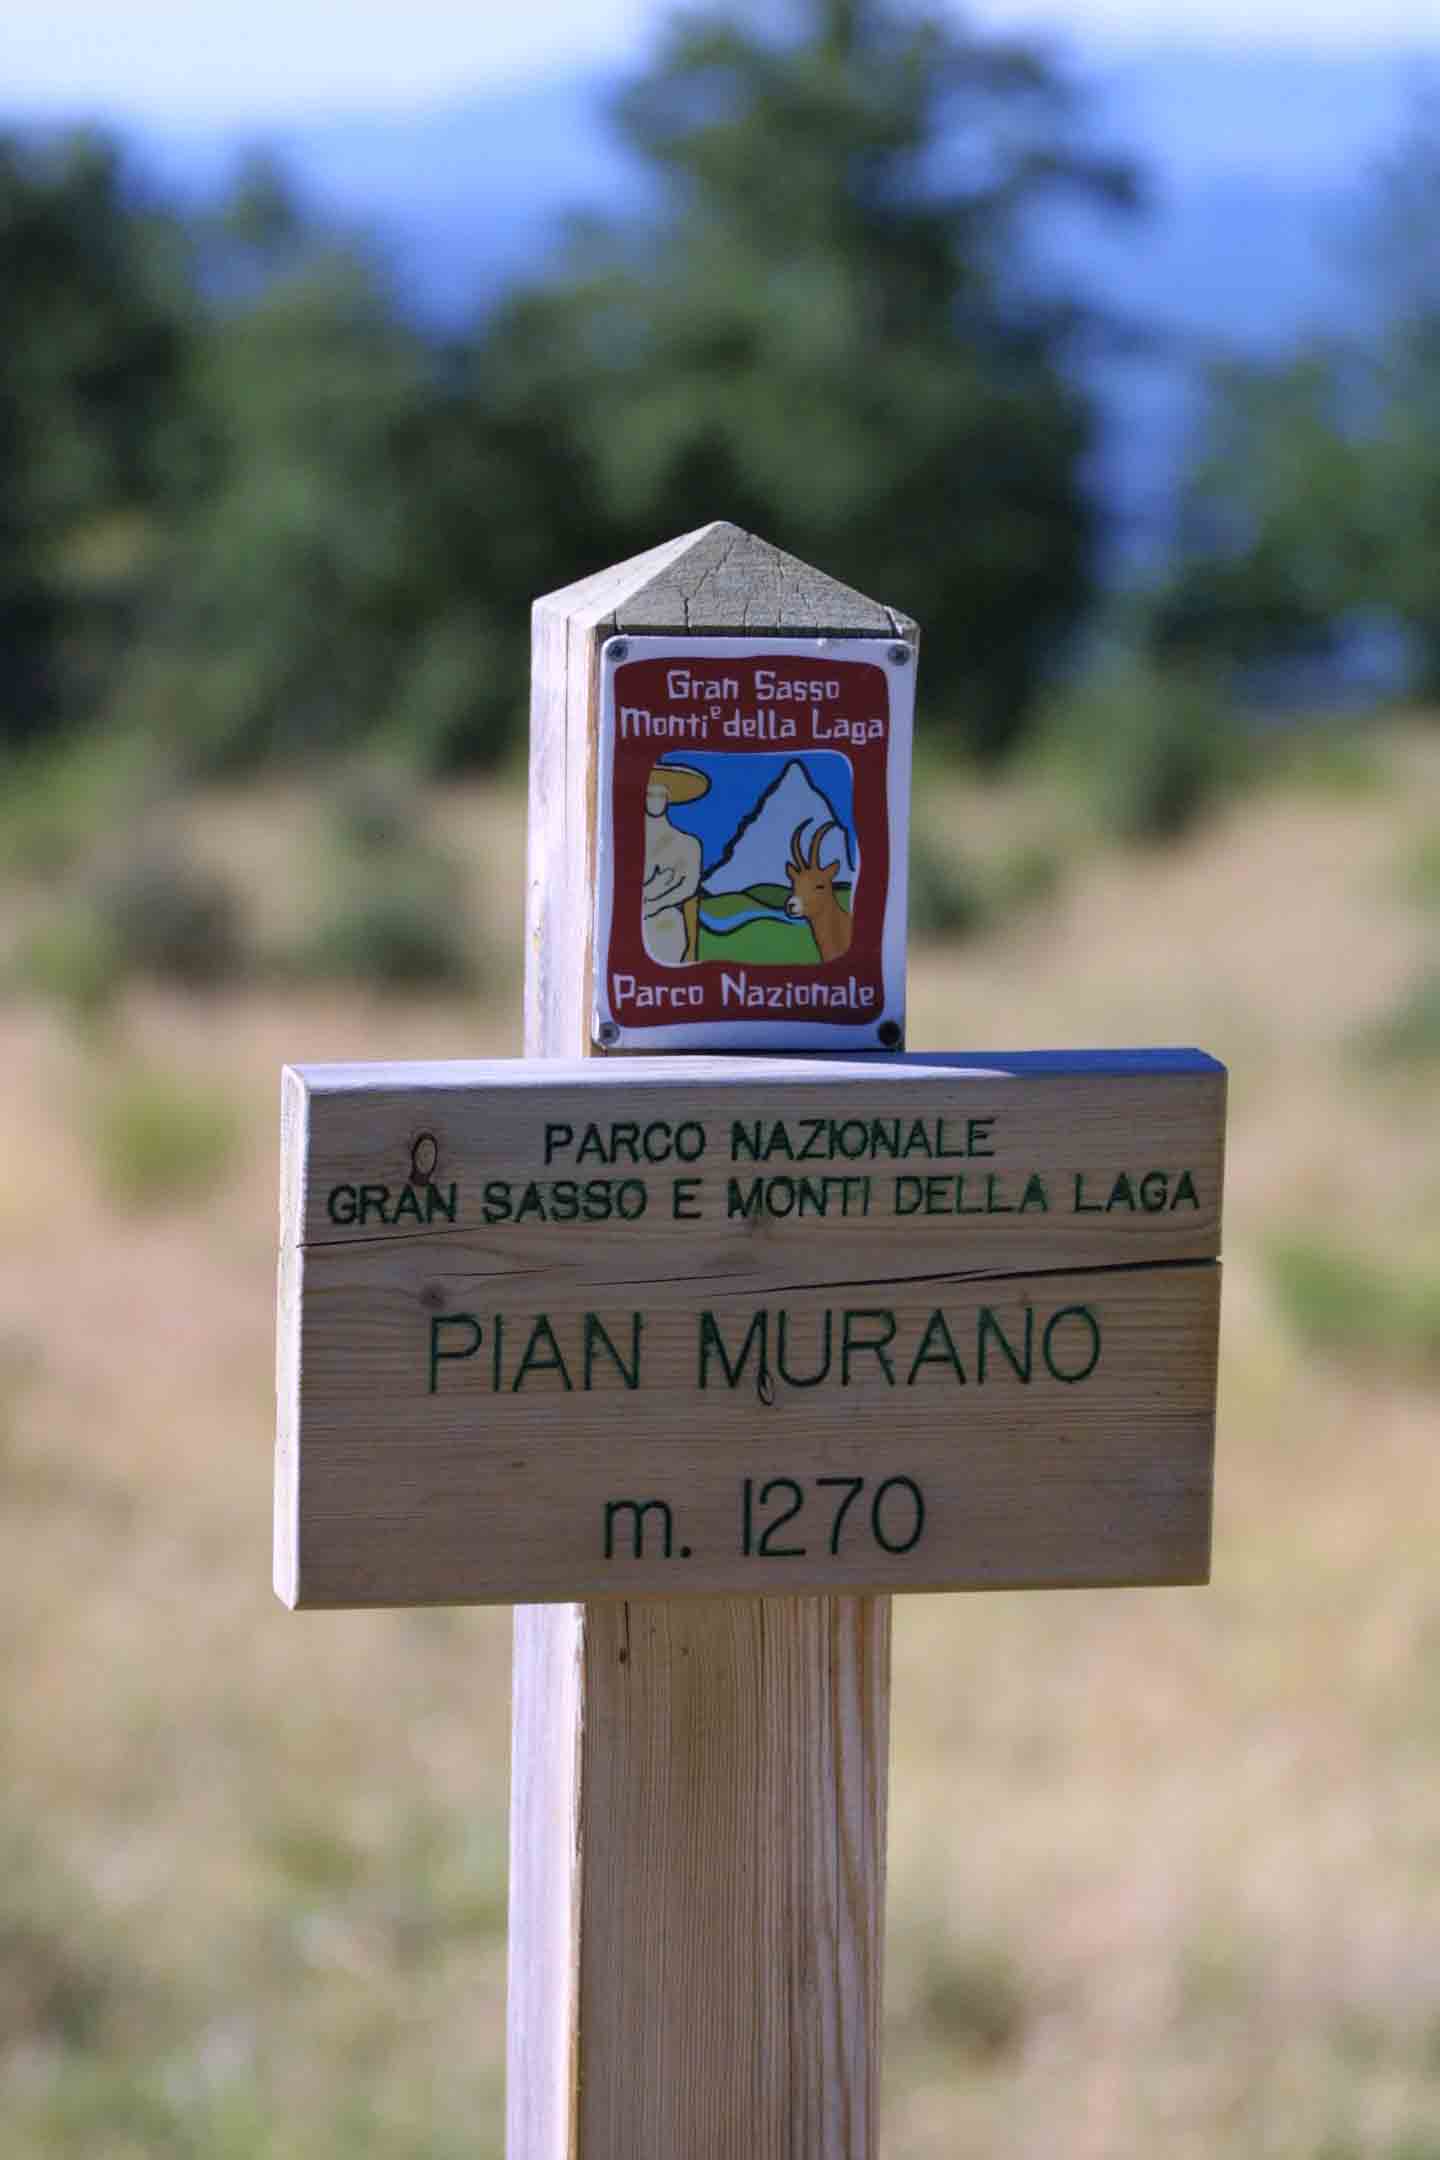 Gran Sasso
Monti e della Laga
Parco Nazionale
PARCO NAZIONALE
GRAN SASSO E MONTI DELLA LAGA
PIAN MURANO
m. 1270